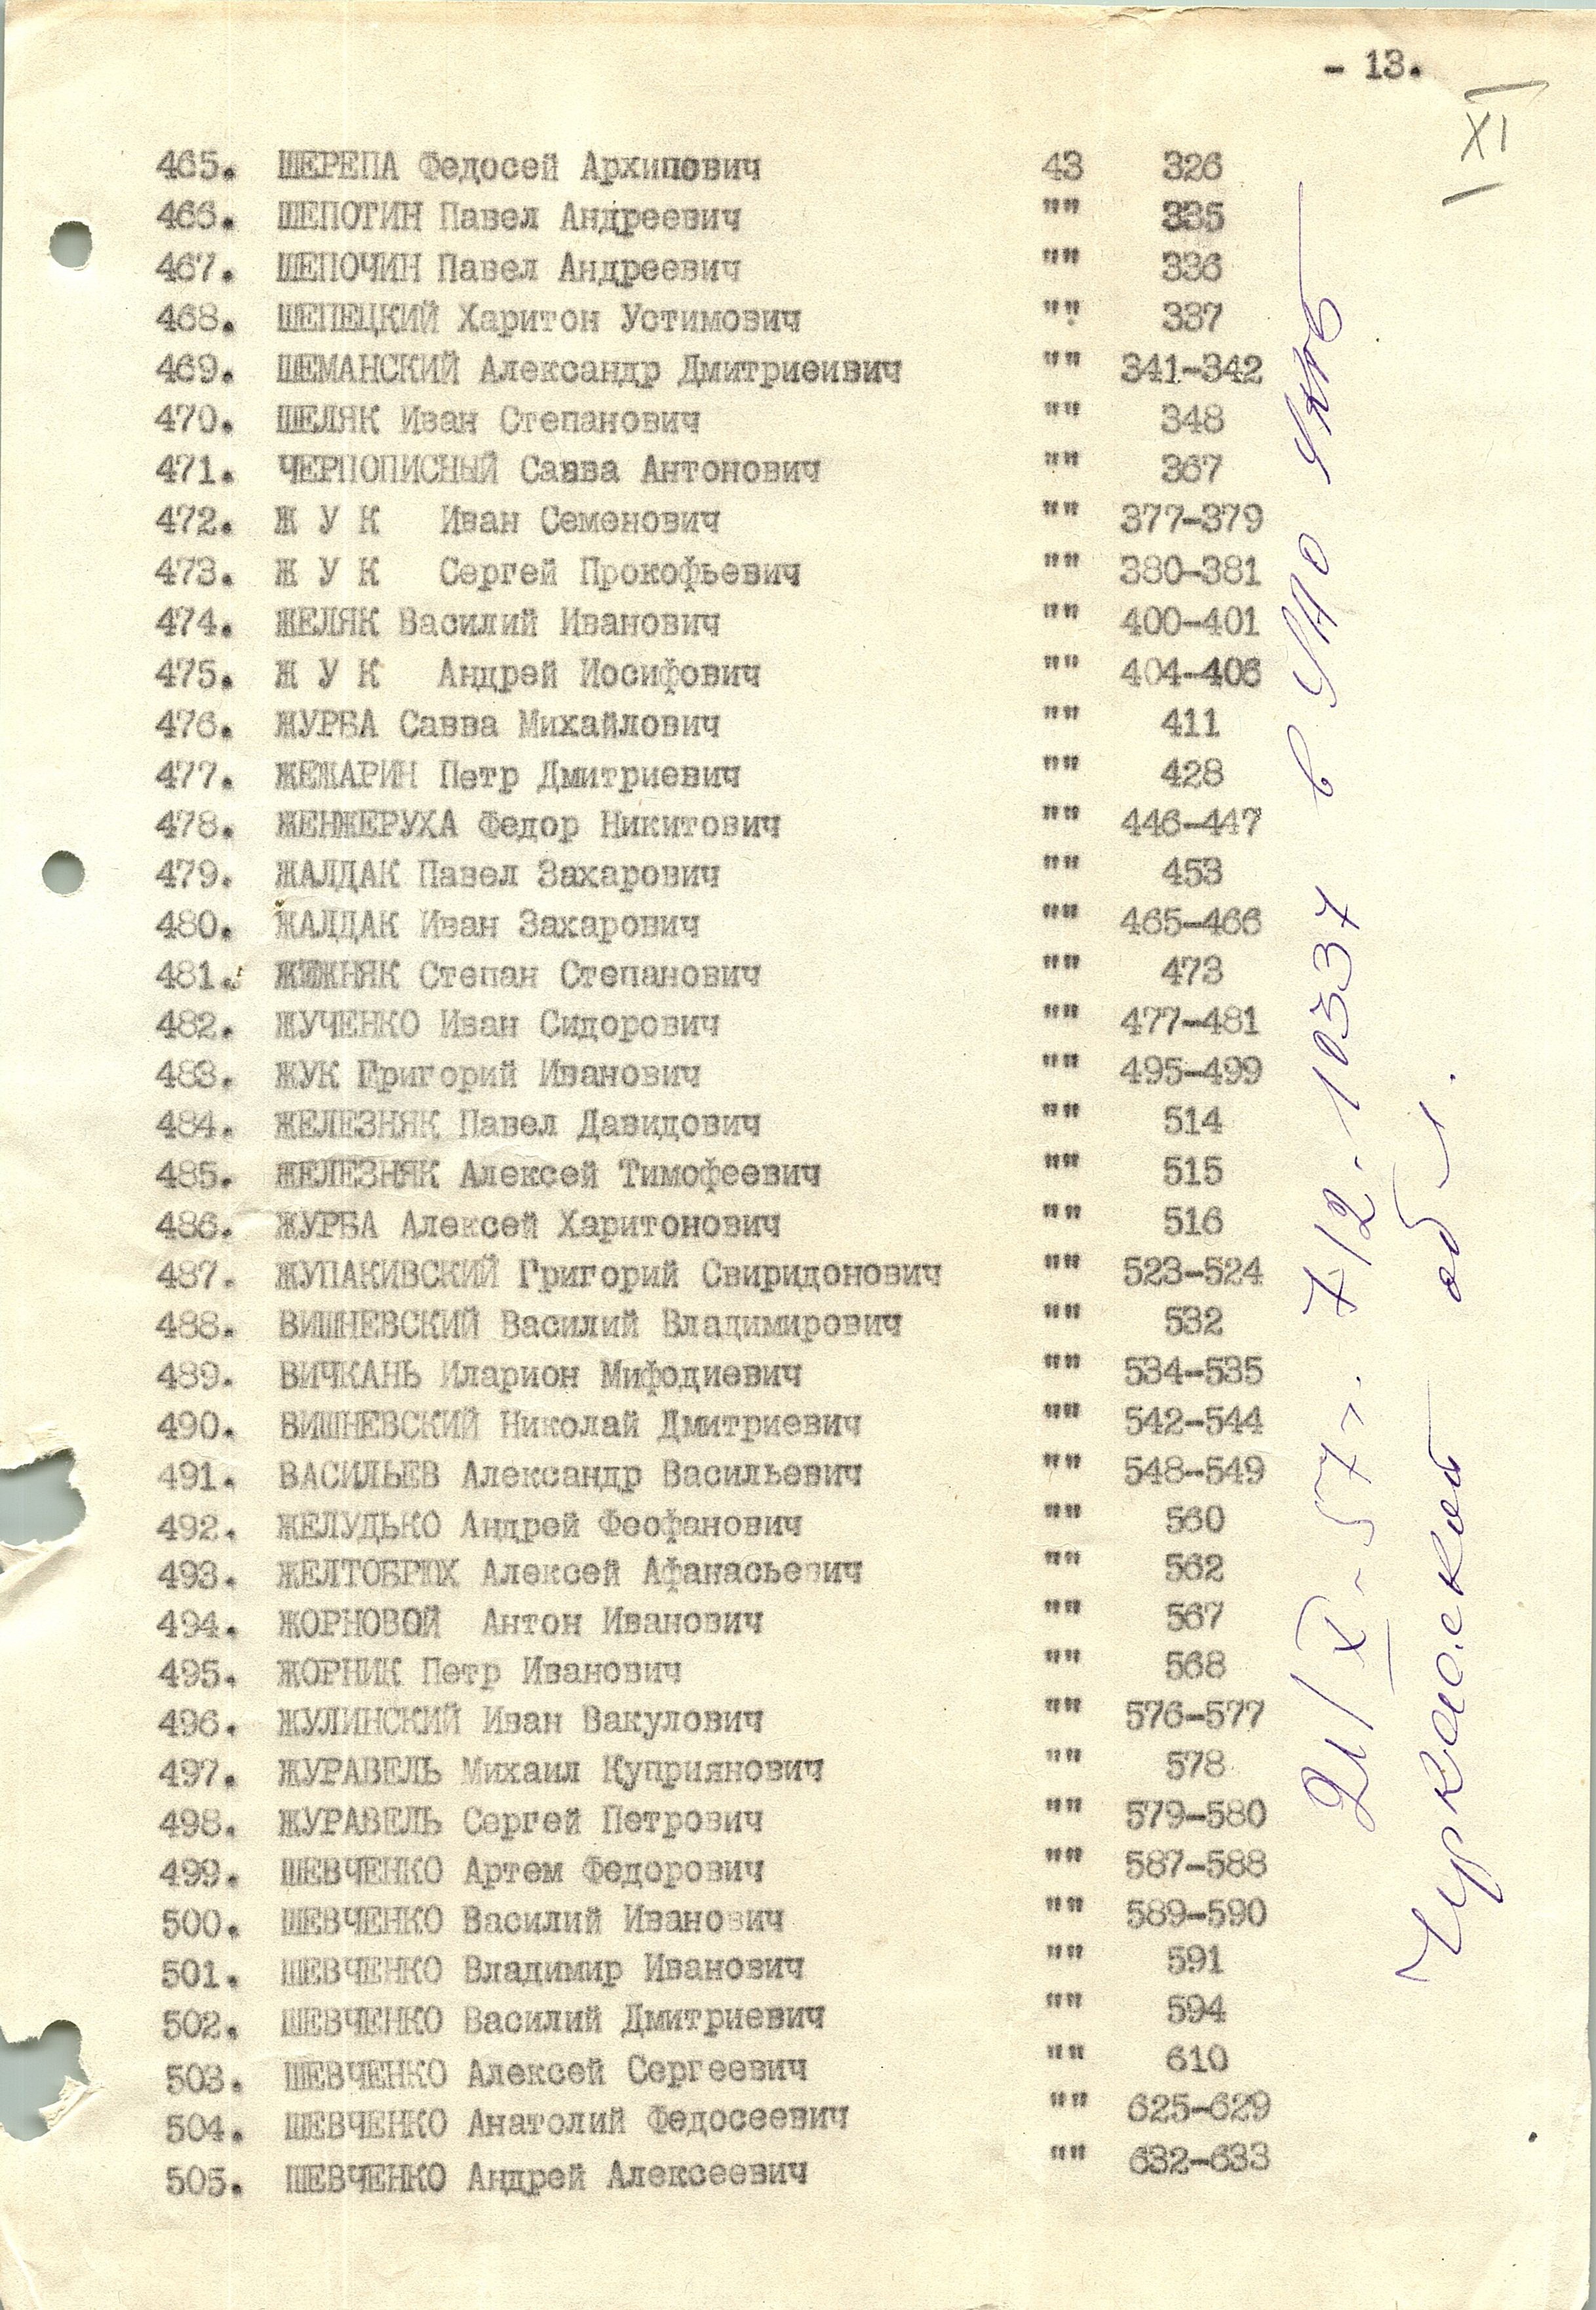 - 13.
XI
465. ШЕРЕПА Федосей Архипович 43 326
466. ШЕПОТИН Павел Андреевич "" 335
467. ШЕПОЧИН Павел Андреевич "" 336
468. ШЕПЕЦКИЙ Харитон Устимович "" 337
469. ШЕМАНСКИЙ Александр Дмитриеивич "" 341-342
470. ШЕЛЯК Иван Степанович "" 348
471. ЧЕРПОПИСНЫЙ Савва Антонович "" 367
472. Ж У К Иван Семенович "" 377-379
473. Ж У К Сергей Прокофьевич "" 380-381
474. ЖЕЛЯК Василий Иванович "" 400-401
475. Ж У К Андрей Иосифович "" 404-406
476. ЖУРБА Савва Михайлович "" 411
477. ЖЕЖАРИН Петр Дмитриевич "" 428
478. ЖЕНЖЕРУХА Федор Никитович "" 446-447
479. ЖАЛДАК Павел Захарович "" 453
480. ЖАЛДАК Иван Захарович "" 465-466
481. ЖИЖНЯК Степан Степанович "" 473
482. ЖУЧЕНКО Иван Сидорович "" 477-481
483. ЖУК Григорий Иванович "" 495-499
484. ЖЕЛЕЗНЯК Павел Давидович "" 514
485. ЖЕЛЕЗНЯК Алексей Тимофеевич "" 515
486. ЖУРБА Алексей Харитонович "" 516
487. ЖУПАКИВСКИЙ Григорий Свиридонович "" 523-524
488. ВИШНЕВСКИЙ Василий Владимирович "" 532
489. ВИЧКАНЬ Иларион Мифодиевич "" 534-535
490. ВИШНЕВСКИЙ Николай Дмитриевич "" 542-544
491. ВАСИЛЬЕВ Александр Васильевич "" 548-549
492. ЖЕЛУДЬКО Андрей Феофанович "" 560
493. ЖЕЛТОБРЮХ Алексей Афанасьевич "" 562
494. ЖОРНОВОЙ Антон Иванович "" 567
495. ЖОРНИК Петр Иванович "" 568
496. ЖУЛИНСКИЙ Иван Вакулович "" 576-577
497. ЖУРАВЕЛЬ Михаил Куприянович "" 578
498. ЖУРАВЕЛЬ Сергей Петрович "" 579-580
499. ШЕВЧЕНКО Артем Федорович "" 587-588
500. ШЕВЧЕНКО Василий Иванович "" 589-590
501. ШЕВЧЕНКО Владимир Иванович "" 591
502. ШЕВЧЕНКО Василий Дмитриевич "" 594
503. ШЕВЧЕНКО Алексей Сергеевич "" 610
504. ШЕВЧЕНКО Анатолий Федосеевич "" 625-629
505. ШЕВЧЕНКО Андрей Алексеевич "" 632-633
21/X-57г. 7/2-10337 в УАО УКГБ
Черкасской обл.